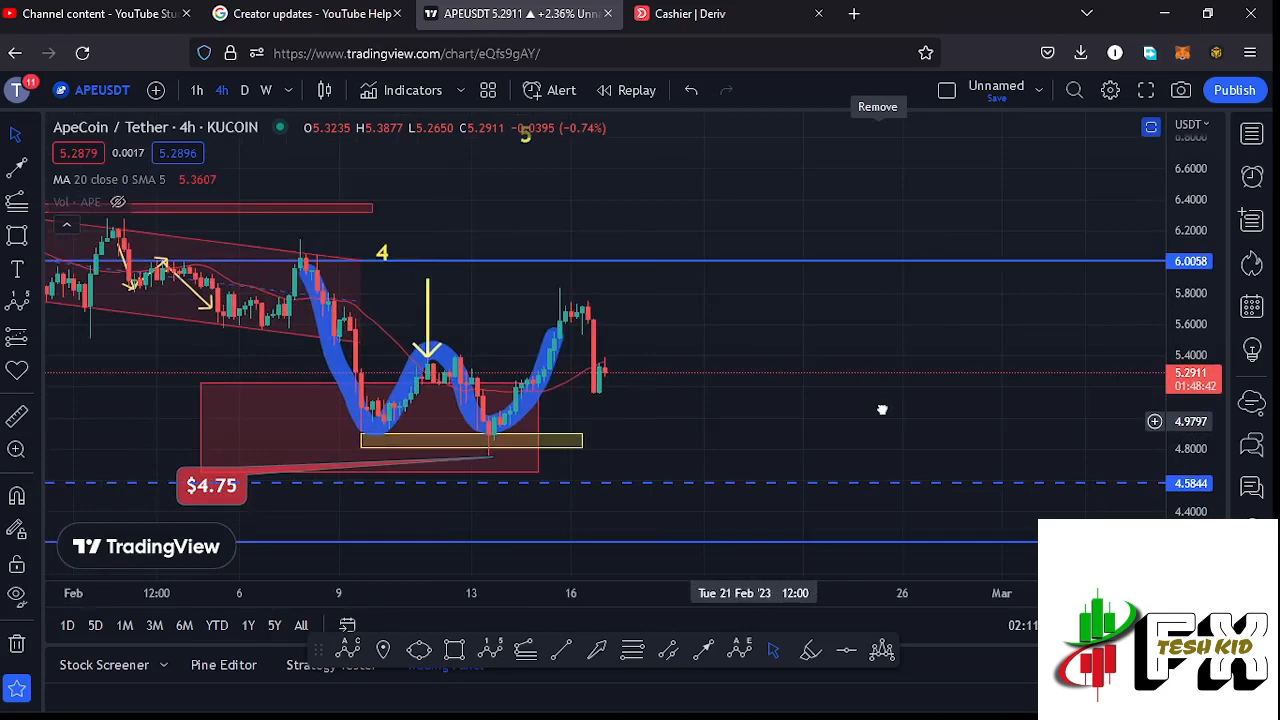 Channel content - YouTube Stu
Creator updates - YouTube Help
APEUSDT 5.2911 ▲ +2.36% Unna
Cashier | Deriv
https://www.tradingview.com/chart/eQfs9gAY/
T
11
APEUSDT
1h
4h
D
W
Indicators
Alert
Replay
Unnamed
Save
Publish
Remove
ApeCoin / Tether · 4h · KUCOIN
O5.3235 H5.3877 L5.2650 C5.2911 −0.0395 (−0.74%)
5
USDT
5.2879
0.0017
5.2896
MA 20 close 0 SMA 5
5.3607
Vol · APE
6.8000
6.6000
6.4000
6.2000
4
6.0058
5.8000
5.6000
5.4000
5.2911
01:48:42
4.9797
4.8000
$4.75
4.5844
4.4000
TradingView
Feb
12:00
6
9
13
16
Tue 21 Feb '23
12:00
26
Mar
1D
5D
1M
3M
6M
YTD
1Y
5Y
All
02:11
Stock Screener
Pine Editor
Strategy Tester
Trading Panel
FX
TESH KID